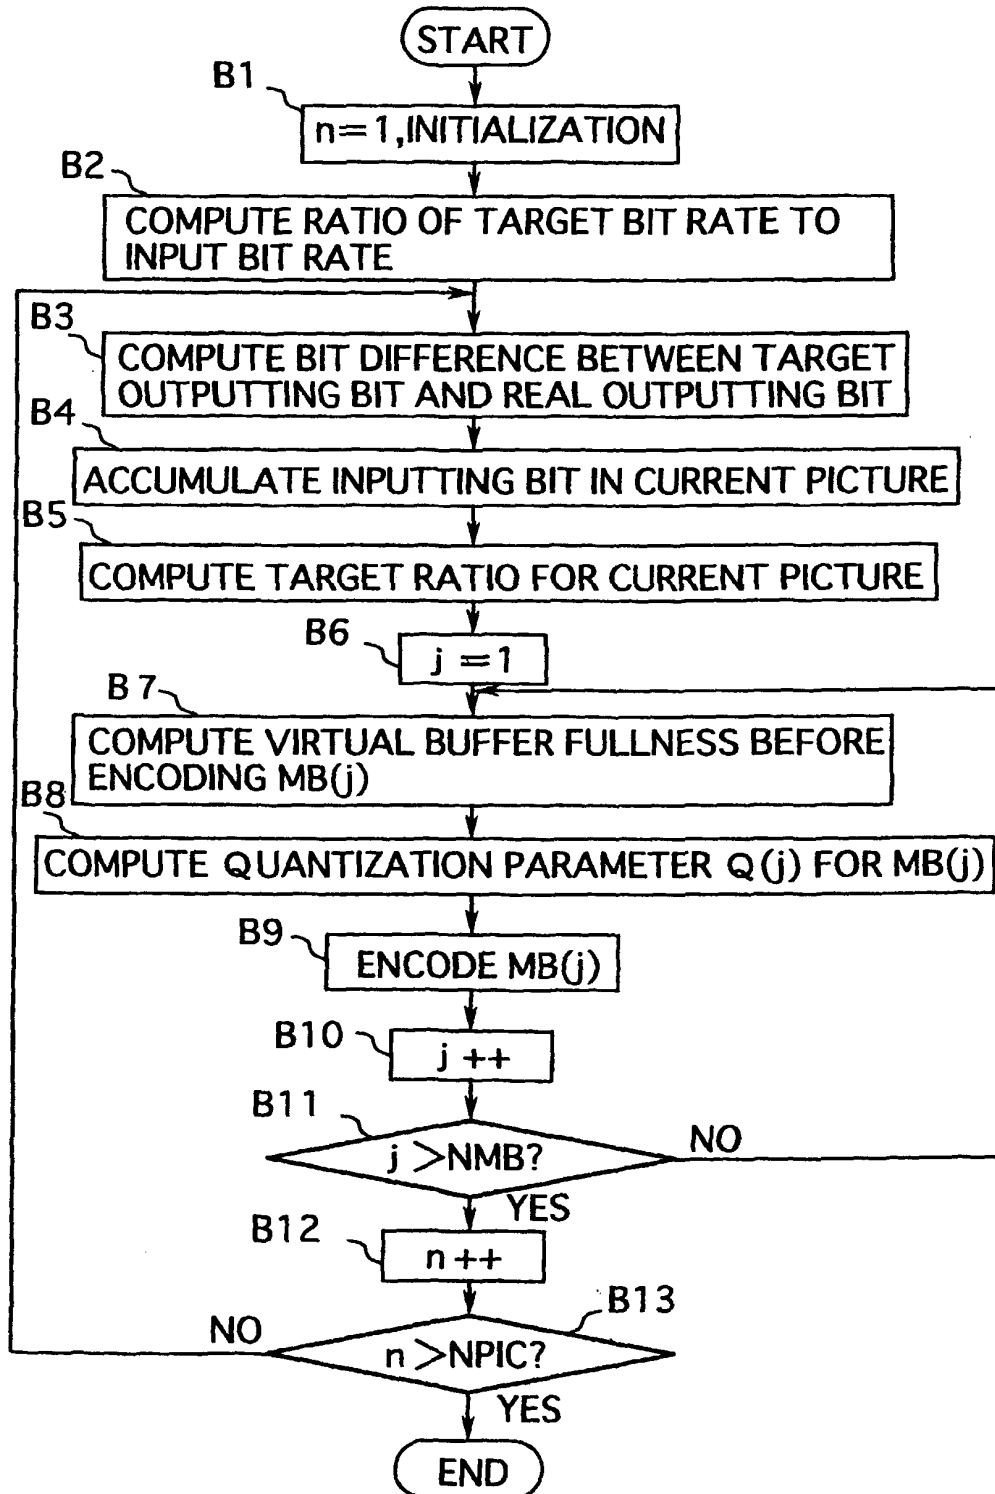 START
B1
n=1,INITIALIZATION
B2
COMPUTE RATIO OF TARGET BIT RATE TO
INPUT BIT RATE
B3
COMPUTE BIT DIFFERENCE BETWEEN TARGET
OUTPUTTING BIT AND REAL OUTPUTTING BIT
B4
ACCUMULATE INPUTTING BIT IN CURRENT PICTURE
B5
COMPUTE TARGET RATIO FOR CURRENT PICTURE
B6
j =1
B7
COMPUTE VIRTUAL BUFFER FULLNESS BEFORE
ENCODING MB(j)
B8
COMPUTE QUANTIZATION PARAMETER Q(j) FOR MB(j)
B9
ENCODE MB(j)
B10
j ++
B11
j >NMB?
NO
YES
B12
n++
B13
NO
n >NPIC?
YES
END